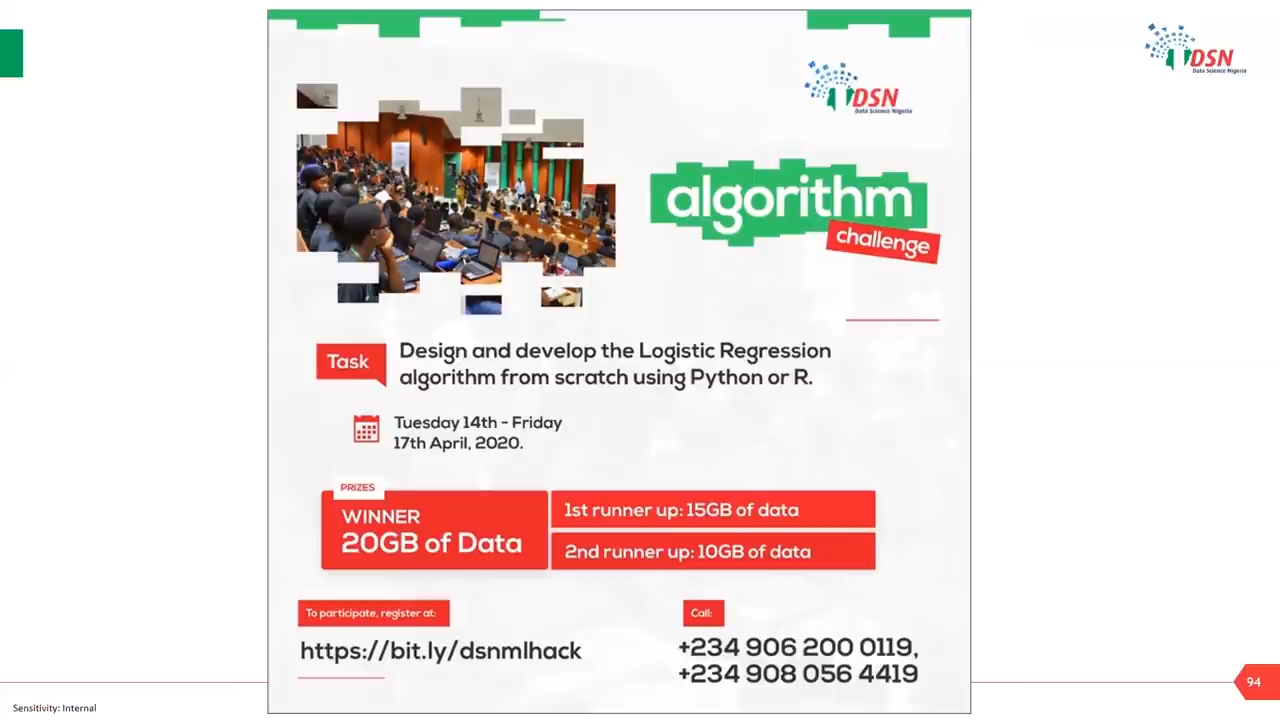 DSN
Data Science Nigeria
DSN
Data Science Nigeria
algorithm
challenge
Task
Design and develop the Logistic Regression
algorithm from scratch using Python or R.
Tuesday 14th - Friday
17th April, 2020.
PRIZES
WINNER
20GB of Data
1st runner up: 15GB of data
2nd runner up: 10GB of data
To participate, register at:
https://bit.ly/dsnmlhack
Call:
+234 906 200 0119,
+234 908 056 4419
94
Sensitivity: Internal